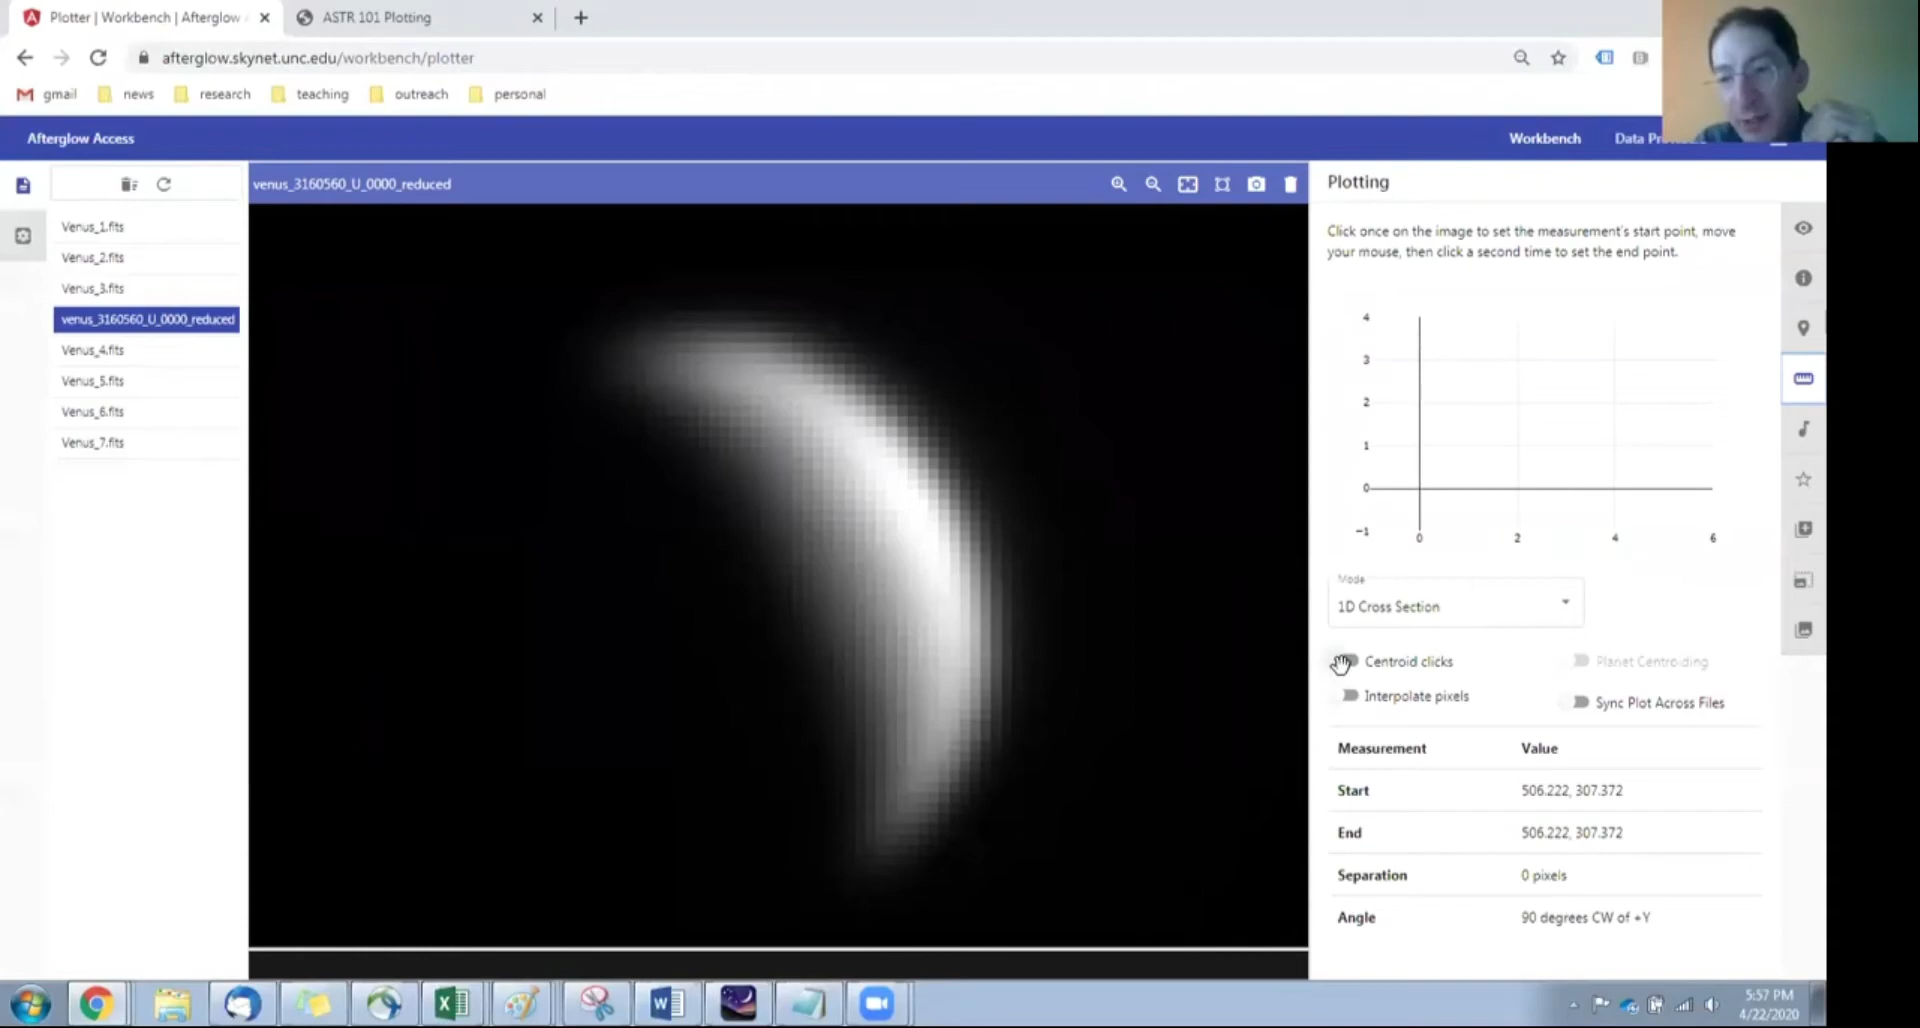 Plotter | Workbench | Afterglow
ASTR 101 Plotting
afterglow.skynet.unc.edu/workbench/plotter
gmail
news
research
teaching
outreach
personal
Afterglow Access
Workbench
Data
venus_3160560_U_0000_reduced
Venus_1.fits
Venus_2.fits
Venus_3.fits
venus_3160560_U_0000_reduced
Venus_4.fits
Venus_5.fits
Venus_6.fits
Venus_7.fits
Plotting
Click once on the image to set the measurement's start point, move
your mouse, then click a second time to set the end point.
4
3
2
1
0
−1
0 2 4 6
Mode
1D Cross Section
Centroid clicks
Planet Centroiding
Interpolate pixels
Sync Plot Across Files
Measurement Value
Start 506.222, 307.372
End 506.222, 307.372
Separation 0 pixels
Angle 90 degrees CW of +Y
5:57 PM
4/22/2020